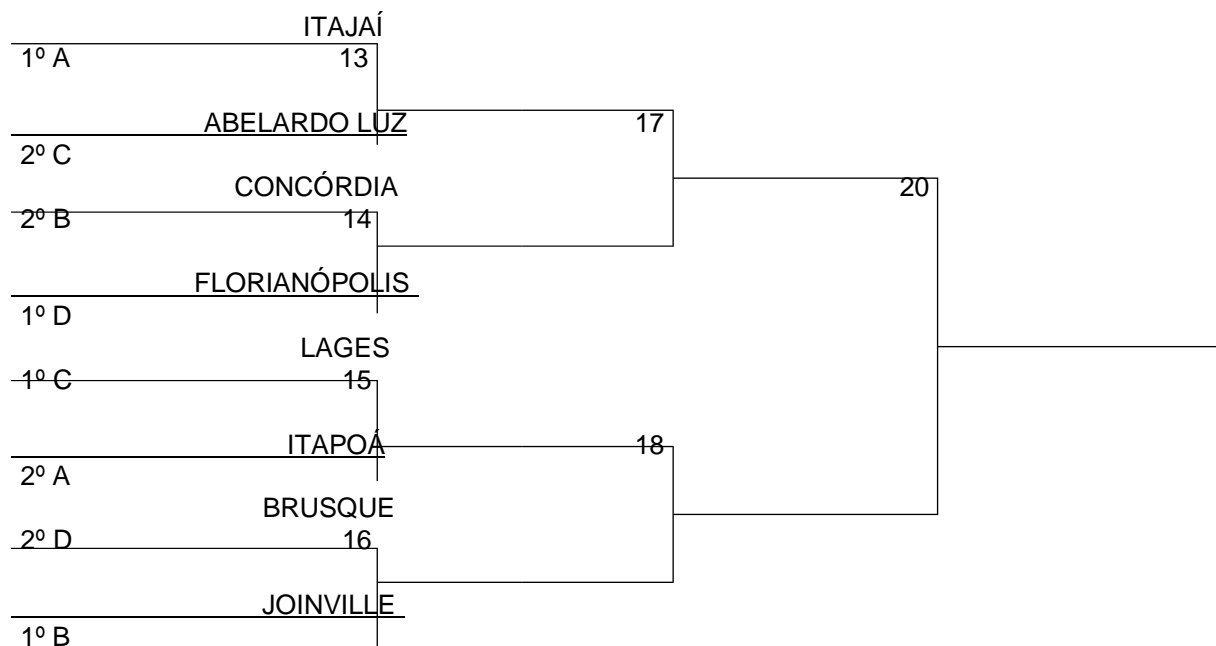 ITAJAÍ
1º A 13
ABELARDO LUZ 17
2º C
CONCÓRDIA 20
2º B 14
FLORIANÓPOLIS
1º D
LAGES
1º C 15
ITAPOÁ 18
2º A
BRUSQUE
2º D 16
JOINVILLE
1º B